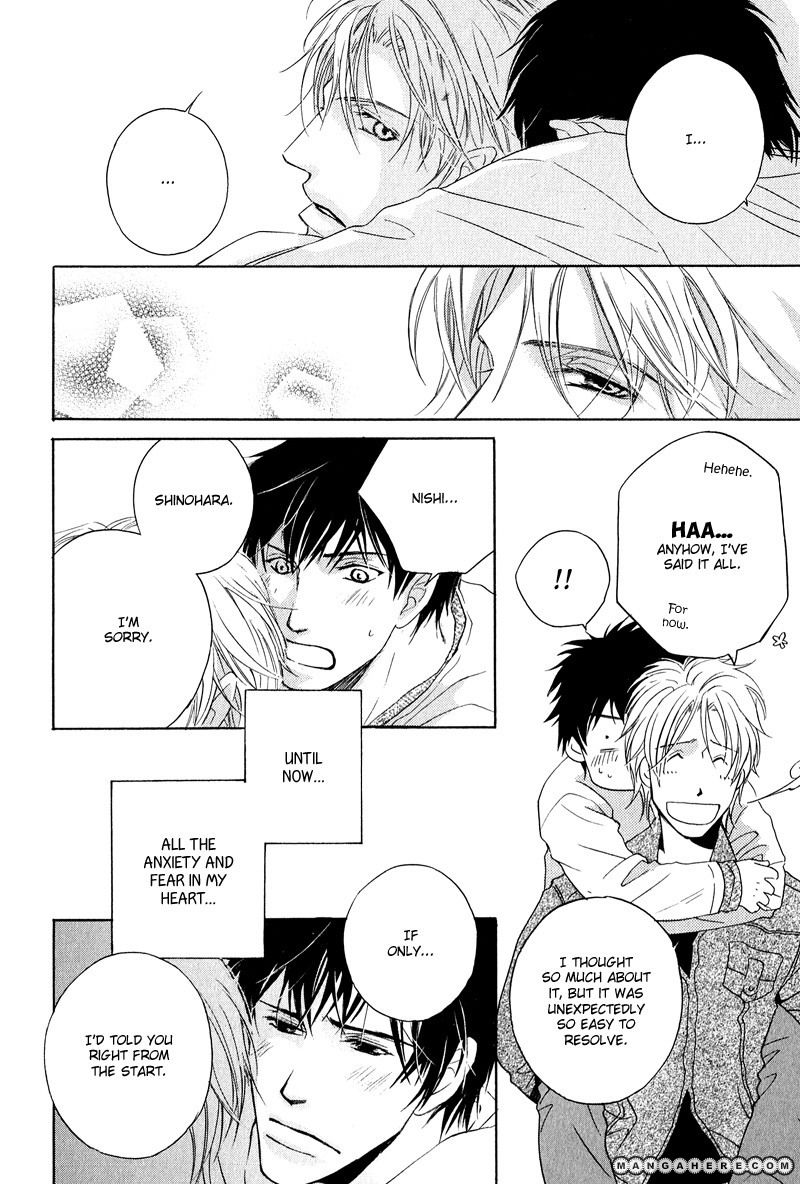 I...
...
Hehehe.
HAA...
ANYHOW, I'VE
SAID IT ALL.
For
now.
!!
I THOUGHT
SO MUCH ABOUT
IT, BUT IT WAS
UNEXPECTEDLY
SO EASY TO
RESOLVE.
NISHI...
SHINOHARA.
I'M
SORRY.
UNTIL
NOW...
ALL THE
ANXIETY AND
FEAR IN MY
HEART...
IF
ONLY...
I'D TOLD YOU
RIGHT FROM
THE START.
MANGAHERE.COM